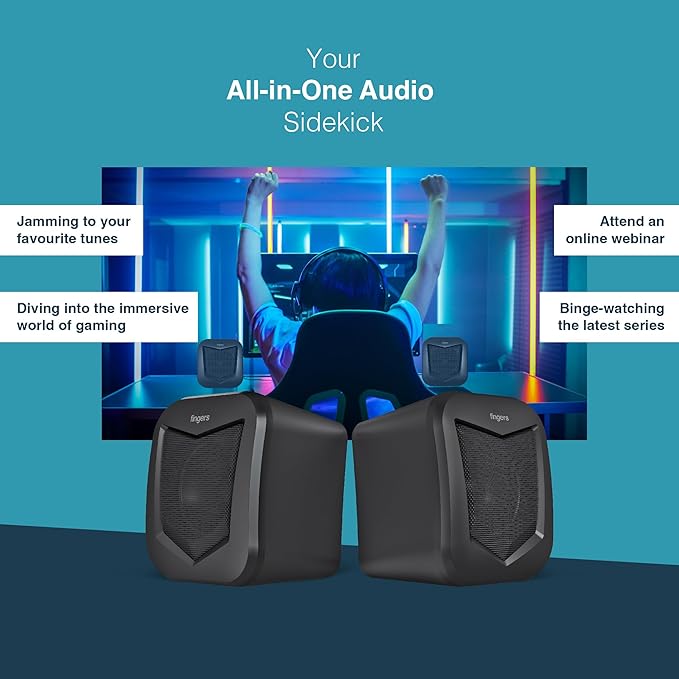 Your
All-in-One Audio
Sidekick
Jamming to your
favourite tunes
Attend an
online webinar
Diving into the immersive
world of gaming
Binge-watching
the latest series
fingers
fingers